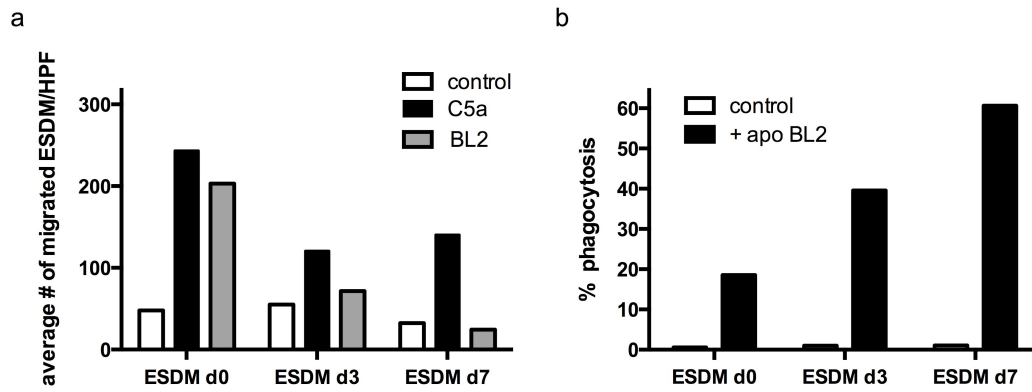 a
average # of migrated ESDM/HPF
300
200
100
0
control
C5a
BL2
ESDM d0
ESDM d3
ESDM d7
b
% phagocytosis
60
50
40
30
20
10
0
control
+ apo BL2
ESDM d0
ESDM d3
ESDM d7